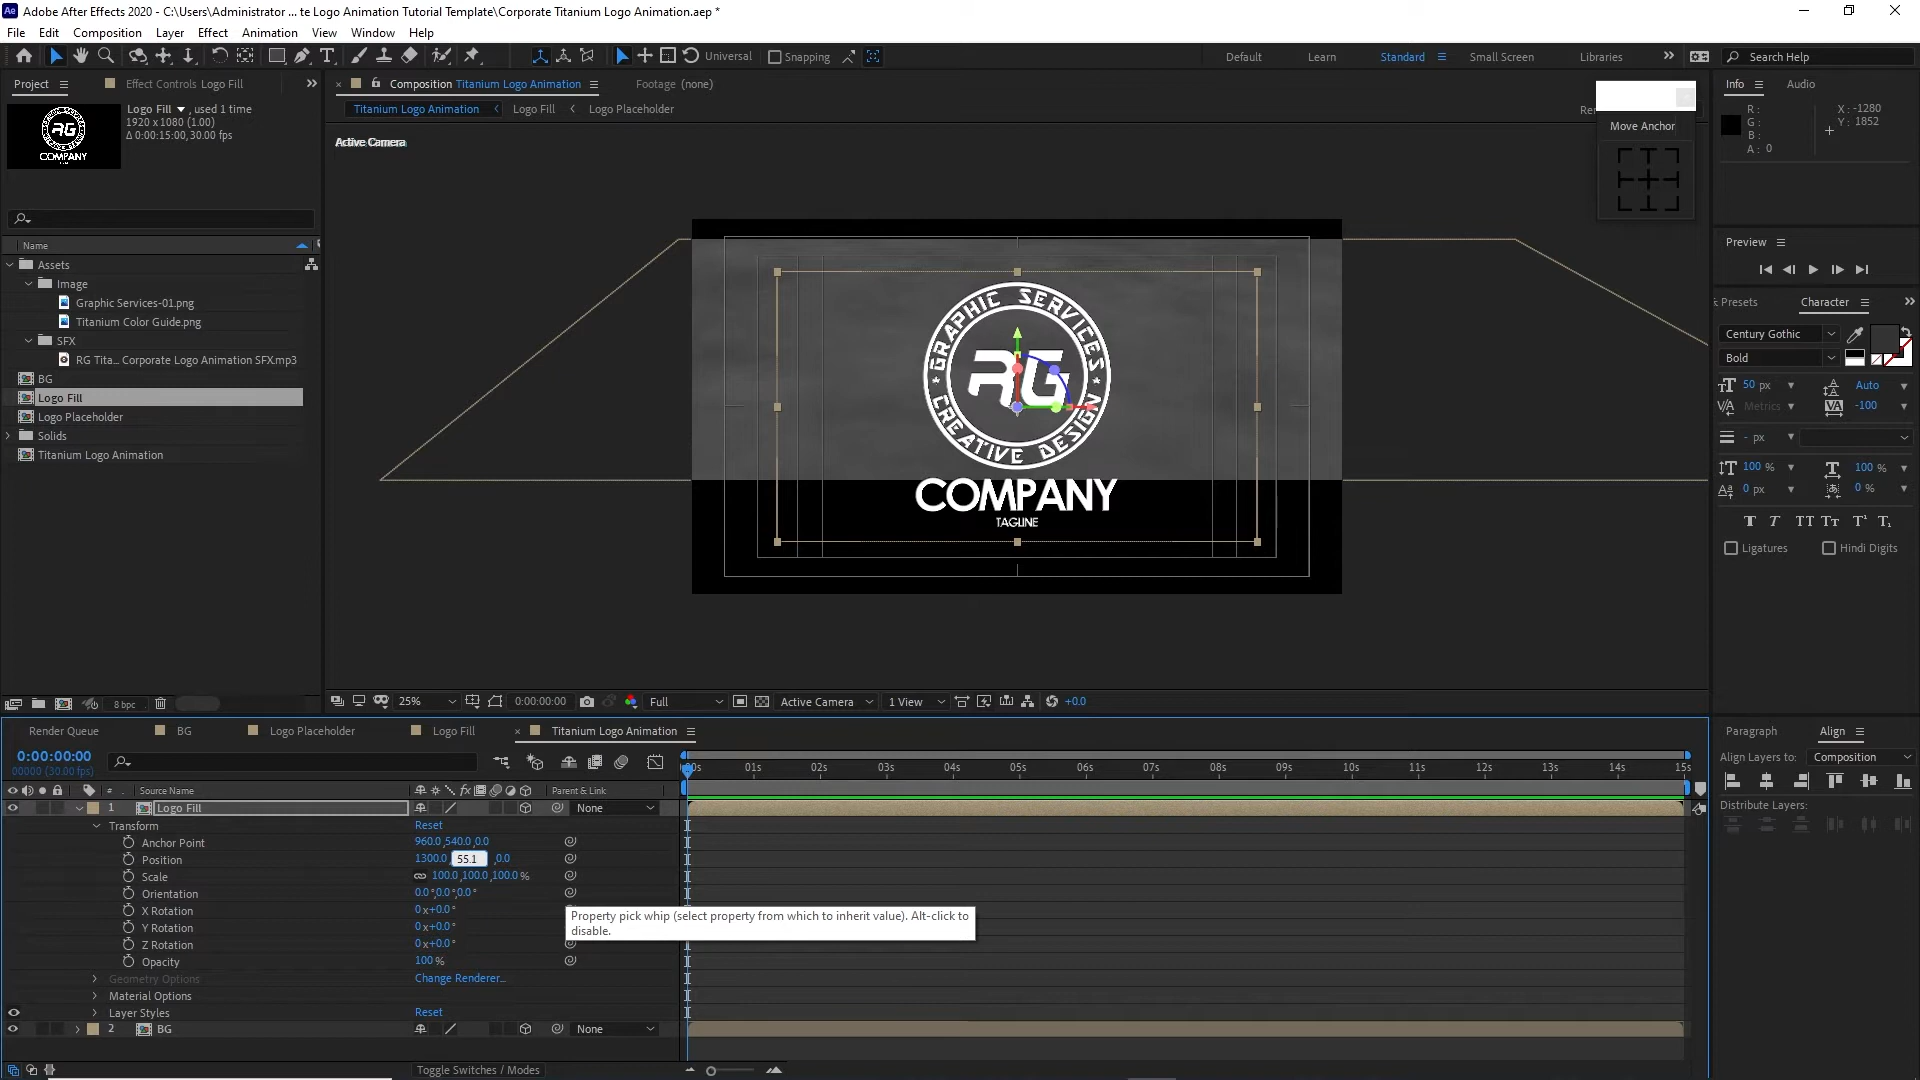 Ae Adobe After Effects 2020 - C:\Users\Administrator ... te Logo Animation Tutorial Template\Corporate Titanium Logo Animation.aep *
File Edit Composition Layer Effect Animation View Window Help
Universal Snapping Default Learn Standard Small Screen Libraries Search Help
Project Effect Controls Logo Fill
Composition Titanium Logo Animation Footage (none)
Info Audio
Logo Fill , used 1 time
1920 x 1080 (1.00)
Δ 0:00:15:00, 30.00 fps
Titanium Logo Animation Logo Fill Logo Placeholder
Move Anchor
R :
G :
B :
A : 0
X : -1280
Y : 1852
Active Camera
Name
Assets
Image
Graphic Services-01.png
Titanium Color Guide.png
SFX
RG Tita... Corporate Logo Animation SFX.mp3
BG
Logo Fill
Logo Placeholder
Solids
Titanium Logo Animation
GRAPHIC SERVICES
RG
CREATIVE DESIGN
COMPANY
TAGLINE
Preview
Presets Character
Century Gothic
Bold
50 px Auto
Metrics -100
- px
100 % 100 %
0 px 0 %
T T TT Tt T¹ T₁
Ligatures Hindi Digits
8 bpc
25% 0:00:00:00 Full Active Camera 1 View +0.0
Render Queue BG Logo Placeholder Logo Fill Titanium Logo Animation
Paragraph Align
0:00:00:00
00000 (30.00 fps)
01s 02s 03s 04s 05s 06s 07s 08s 09s 10s 11s 12s 13s 14s 15s
Align Layers to: Composition
# Source Name Parent & Link
Distribute Layers:
1 Logo Fill None
Transform Reset
Anchor Point 960.0,540.0,0.0
Position 1300.0, 55.1 ,0.0
Scale 100.0,100.0,100.0 %
Orientation 0.0 °,0.0 °,0.0 °
X Rotation 0 x+0.0 °
Y Rotation 0 x+0.0 °
Z Rotation 0 x+0.0 °
Opacity 100 %
Property pick whip (select property from which to inherit value). Alt-click to
disable.
Geometry Options Change Renderer...
Material Options
Layer Styles Reset
2 BG None
Toggle Switches / Modes